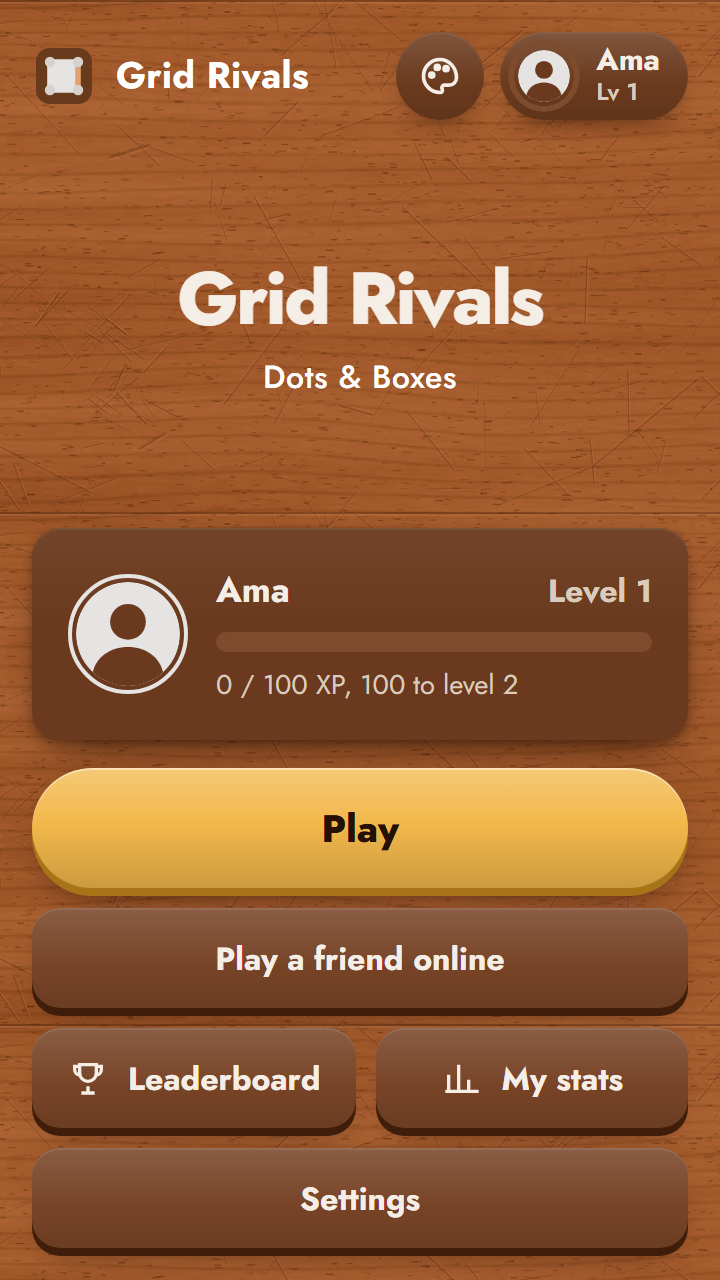 Grid Rivals
Ama
Lv 1
Grid Rivals
Dots & Boxes
Ama
Level 1
0 / 100 XP, 100 to level 2
Play
Play a friend online
Leaderboard
My stats
Settings